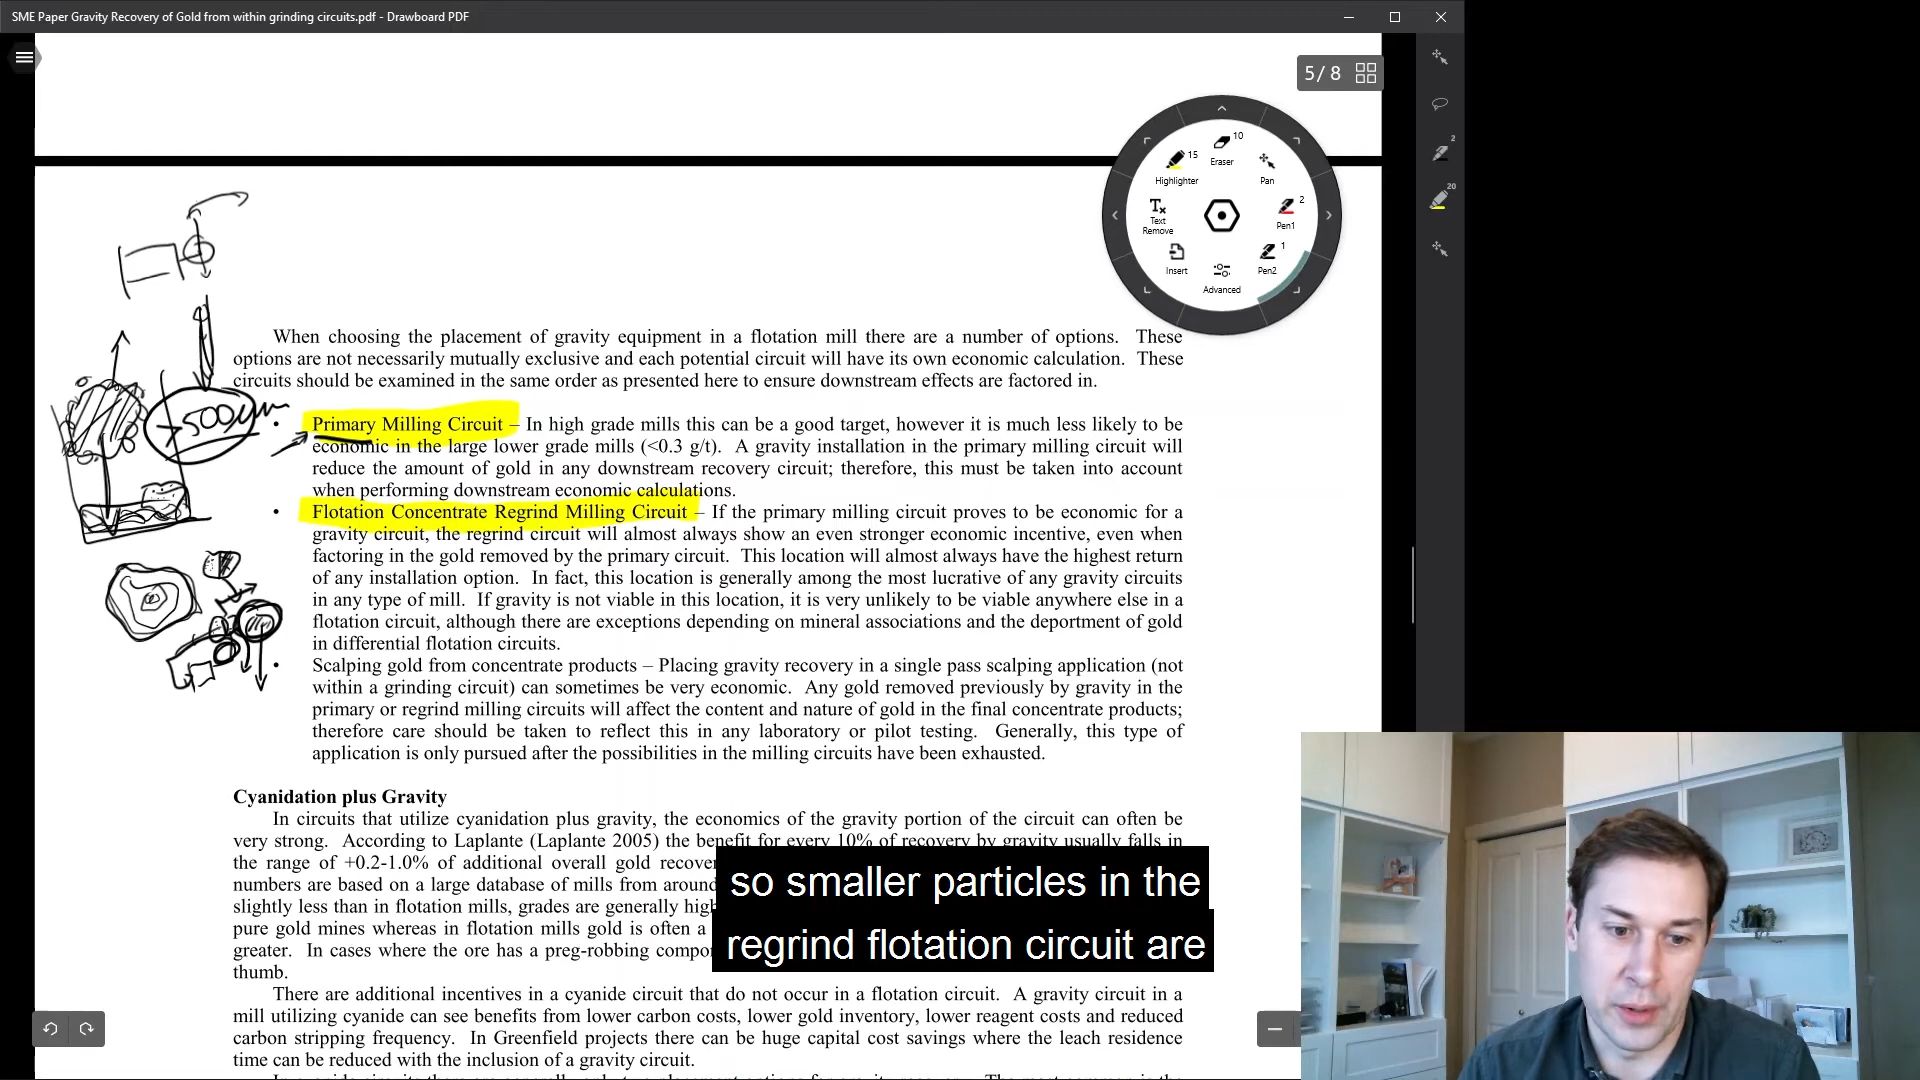 SME Paper Gravity Recovery of Gold from within grinding circuits.pdf - Drawboard PDF
5 / 8
10
Eraser
15
Highlighter
Pan
Text
Remove
2
Pen1
Insert
1
Pen2
Advanced
2
20
When choosing the placement of gravity equipment in a flotation mill there are a number of options. These
options are not necessarily mutually exclusive and each potential circuit will have its own economic calculation. These
circuits should be examined in the same order as presented here to ensure downstream effects are factored in.
>500µm
• Primary Milling Circuit – In high grade mills this can be a good target, however it is much less likely to be
economic in the large lower grade mills (<0.3 g/t). A gravity installation in the primary milling circuit will
reduce the amount of gold in any downstream recovery circuit; therefore, this must be taken into account
when performing downstream economic calculations.
• Flotation Concentrate Regrind Milling Circuit – If the primary milling circuit proves to be economic for a
gravity circuit, the regrind circuit will almost always show an even stronger economic incentive, even when
factoring in the gold removed by the primary circuit. This location will almost always have the highest return
of any installation option. In fact, this location is generally among the most lucrative of any gravity circuits
in any type of mill. If gravity is not viable in this location, it is very unlikely to be viable anywhere else in a
flotation circuit, although there are exceptions depending on mineral associations and the deportment of gold
in differential flotation circuits.
• Scalping gold from concentrate products – Placing gravity recovery in a single pass scalping application (not
within a grinding circuit) can sometimes be very economic. Any gold removed previously by gravity in the
primary or regrind milling circuits will affect the content and nature of gold in the final concentrate products;
therefore care should be taken to reflect this in any laboratory or pilot testing. Generally, this type of
application is only pursued after the possibilities in the milling circuits have been exhausted.
Cyanidation plus Gravity
In circuits that utilize cyanidation plus gravity, the economics of the gravity portion of the circuit can often be
very strong. According to Laplante (Laplante 2005) the benefit for every 10% of recovery by gravity usually falls in
the range of +0.2-1.0% of additional overall gold
numbers are based on a large database of mills from around
slightly less than in flotation mills, grades are generally
pure gold mines whereas in flotation mills gold is often a
greater. In cases where the ore has a preg-robbing
thumb.
There are additional incentives in a cyanide circuit that do not occur in a flotation circuit. A gravity circuit in a
mill utilizing cyanide can see benefits from lower carbon costs, lower gold inventory, lower reagent costs and reduced
carbon stripping frequency. In Greenfield projects there can be huge capital cost savings where the leach residence
time can be reduced with the inclusion of a gravity circuit.
so smaller particles in the
regrind flotation circuit are